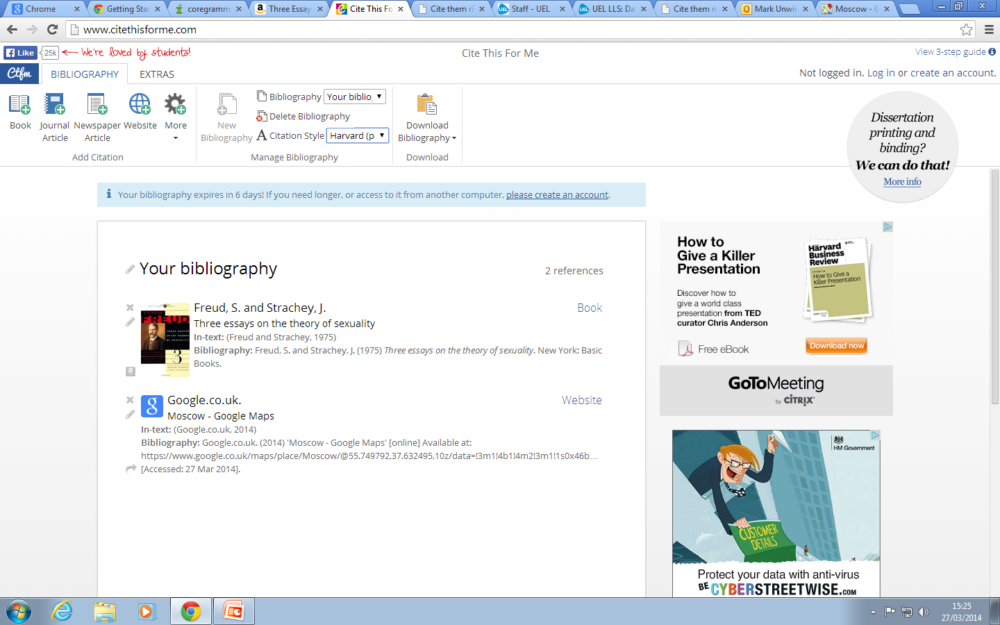 Chrome
Getting Sta
coregramm
Three Essay
Cite This Fo
Cite them ri
Staff - UEL
UEL LLS: Da
Cite them ri
Mark Unwin
Moscow - G
www.citethisforme.com
Like 25k We're loved by students!
Cite This For Me
View 3-step guide
Ctfm BIBLIOGRAPHY EXTRAS
Not logged in. Log in or create an account.
Book
Journal Article
Newspaper Article
Website
More
Add Citation
New Bibliography
Bibliography Your biblio
Delete Bibliography
Citation Style Harvard (p
Manage Bibliography
Download Bibliography
Download
Dissertation
printing and
binding?
We can do that!
More info
Your bibliography expires in 6 days! If you need longer, or access to it from another computer, please create an account.
Your bibliography
2 references
Freud, S. and Strachey, J.
Book
Three essays on the theory of sexuality
In-text: (Freud and Strachey, 1975)
Bibliography: Freud, S. and Strachey, J. (1975) Three essays on the theory of sexuality. New York: Basic
Books.
FREUD
3
Google.co.uk.
Website
Moscow - Google Maps
In-text: (Google.co.uk, 2014)
Bibliography: Google.co.uk. (2014) 'Moscow - Google Maps' [online] Available at:
https://www.google.co.uk/maps/place/Moscow/@55.749792,37.632495,10z/data=!3m1!4b1!4m2!3m1!1s0x46b...
[Accessed: 27 Mar 2014].
How to
Give a Killer
Presentation
Discover how to
give a world class
presentation from TED
curator Chris Anderson
Free eBook
Harvard
Business
Review
How to Give a
Killer Presentation
Download now
GoToMeeting
by CITRIX
HM Government
CUSTOMER
DETAILS
Protect your data with anti-virus
BE CYBERSTREETWISE.COM
15:25
27/03/2014